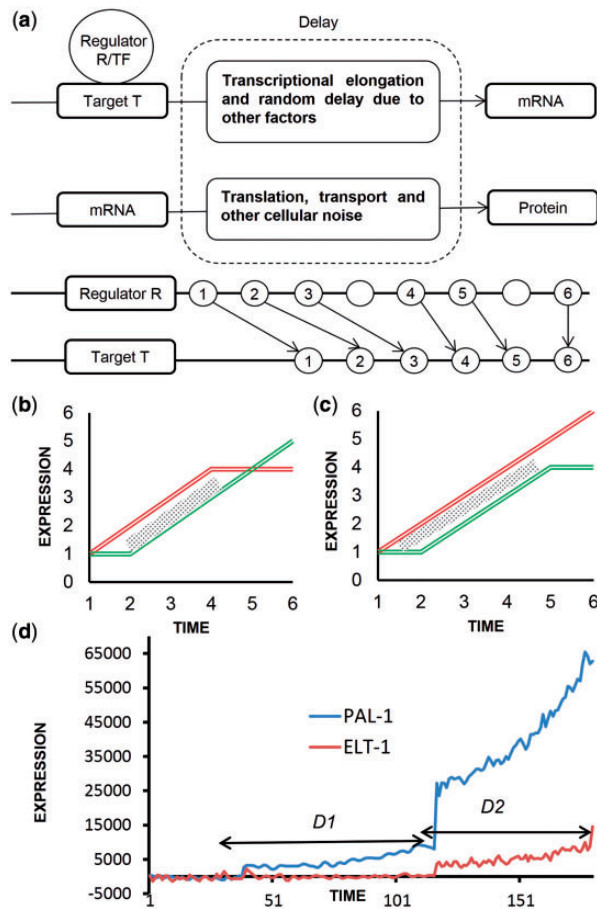 (a)
Regulator
R/TF
Delay
Target T
Transcriptional elongation
and random delay due to
other factors
mRNA
mRNA
Translation, transport and
other cellular noise
Protein
Regulator R
1 2 3 4 5 6
Target T
1 2 3 4 5 6
(b)
EXPRESSION
6
5
4
3
2
1
0
1 2 3 4 5 6
TIME
(c)
EXPRESSION
6
5
4
3
2
1
0
1 2 3 4 5 6
TIME
(d)
EXPRESSION
65000
55000
45000
35000
25000
15000
5000
-5000
PAL-1
ELT-1
D1
D2
1 51 101 151
TIME